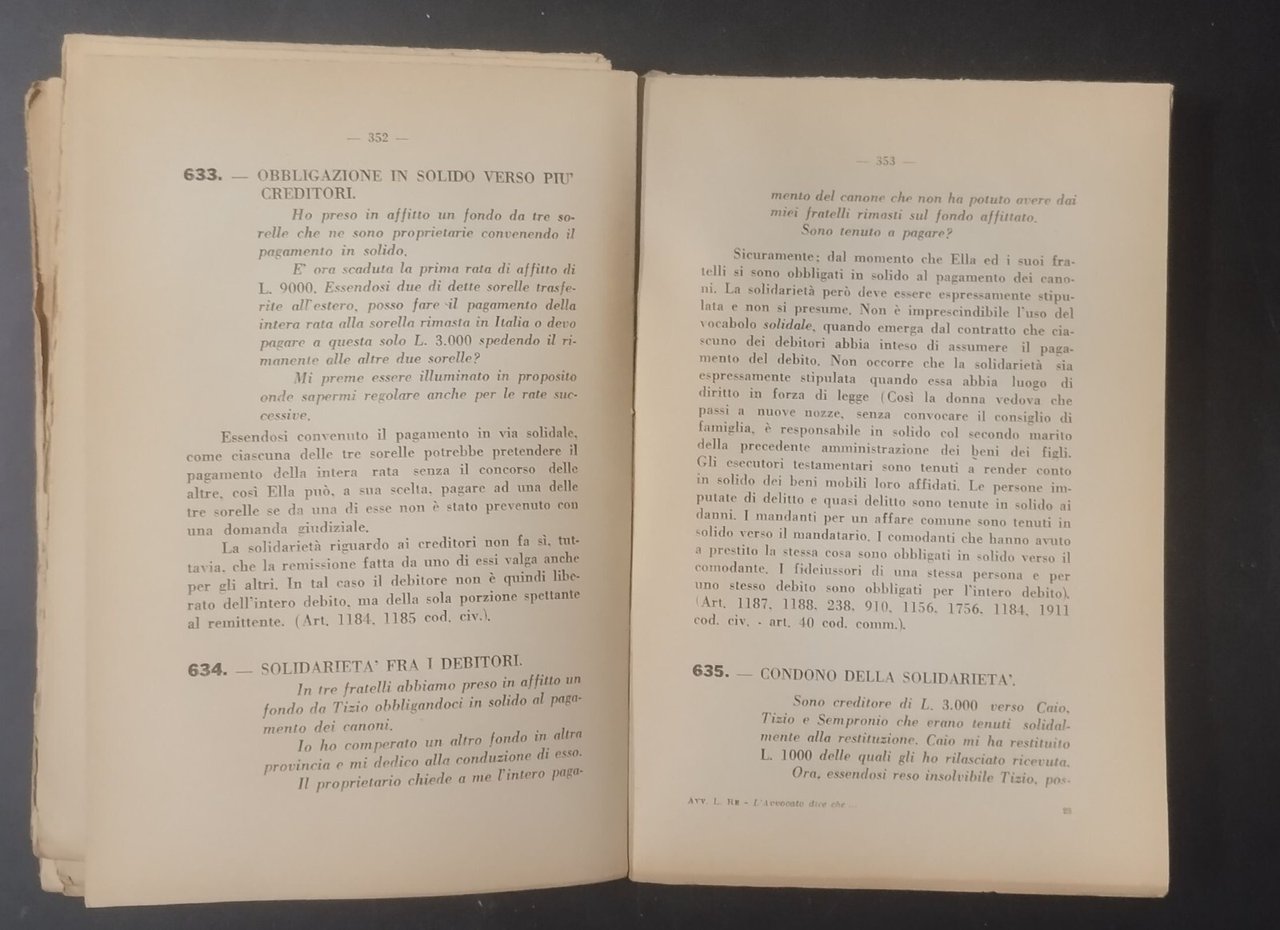 — 352 —
633. — OBBLIGAZIONE IN SOLIDO VERSO PIU'
CREDITORI.
Ho preso in affitto un fondo da tre so-
relle che ne sono proprietarie convenendo il
pagamento in solido.
E' ora scaduta la prima rata di affitto di
L. 9000. Essendosi due di dette sorelle trasfe-
rite all'estero, posso fare il pagamento della
intera rata alla sorella rimasta in Italia o devo
pagare a questa solo L. 3.000 spedendo il ri-
manente alle altre due sorelle?
Mi preme essere illuminato in proposito
onde sapermi regolare anche per le rate suc-
cessive.
Essendosi convenuto il pagamento in via solidale,
come ciascuna delle tre sorelle potrebbe pretendere il
pagamento della intera rata senza il concorso delle
altre, così Ella può, a sua scelta, pagare ad una delle
tre sorelle se da una di esse non è stato prevenuto con
una domanda giudiziale.
La solidarietà riguardo ai creditori non fa sì, tut-
tavia, che la remissione fatta da uno di essi valga anche
per gli altri. In tal caso il debitore non è quindi libe-
rato dell'intero debito, ma della sola porzione spettante
al remittente. (Art. 1184, 1185 cod. civ.).
634. — SOLIDARIETA' FRA I DEBITORI.
In tre fratelli abbiamo preso in affitto un
fondo da Tizio obbligandoci in solido al paga-
mento dei canoni.
Io ho comperato un altro fondo in altra
provincia e mi dedico alla conduzione di esso.
Il proprietario chiede a me l'intero paga-
— 353 —
mento del canone che non ha potuto avere dai
miei fratelli rimasti sul fondo affittato.
Sono tenuto a pagare?
Sicuramente; dal momento che Ella ed i suoi fra-
telli si sono obbligati in solido al pagamento dei cano-
ni. La solidarietà però deve essere espressamente stipu-
lata e non si presume. Non è imprescindibile l'uso del
vocabolo solidale, quando emerga dal contratto che cia-
scuno dei debitori abbia inteso di assumere il paga-
mento del debito. Non occorre che la solidarietà sia
espressamente stipulata quando essa abbia luogo di
diritto in forza di legge (Così la donna vedova che
passi a nuove nozze, senza convocare il consiglio di
famiglia, è responsabile in solido col secondo marito
della precedente amministrazione dei beni dei figli.
Gli esecutori testamentari sono tenuti a render conto
in solido dei beni mobili loro affidati. Le persone im-
putate di delitto e quasi delitto sono tenute in solido ai
danni. I mandanti per un affare comune sono tenuti in
solido verso il mandatario. I comodanti che hanno avuto
a prestito la stessa cosa sono obbligati in solido verso il
comodante. I fideiussori di una stessa persona e per
uno stesso debito sono obbligati per l'intero debito).
(Art. 1187, 1188, 238, 910, 1156, 1756, 1184, 1911
cod. civ. - art. 40 cod. comm.).
635. — CONDONO DELLA SOLIDARIETA'.
Sono creditore di L. 3.000 verso Caio,
Tizio e Sempronio che erano tenuti solidal-
mente alla restituzione. Caio mi ha restituito
L. 1000 delle quali gli ho rilasciato ricevuta.
Ora, essendosi reso insolvibile Tizio, pos-
AVV. L. RE - L'Avvocato dice che ...
23